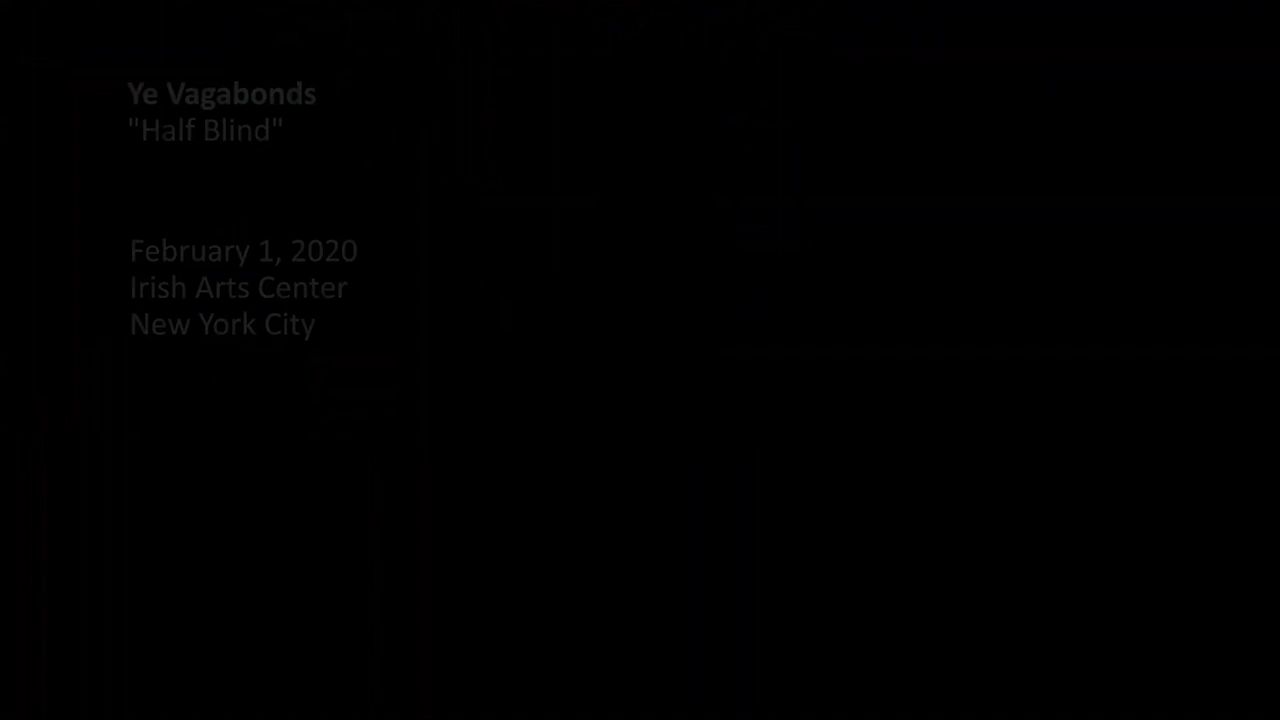 Ye Vagabonds
"Half Blind"
February 1, 2020
Irish Arts Center
New York City